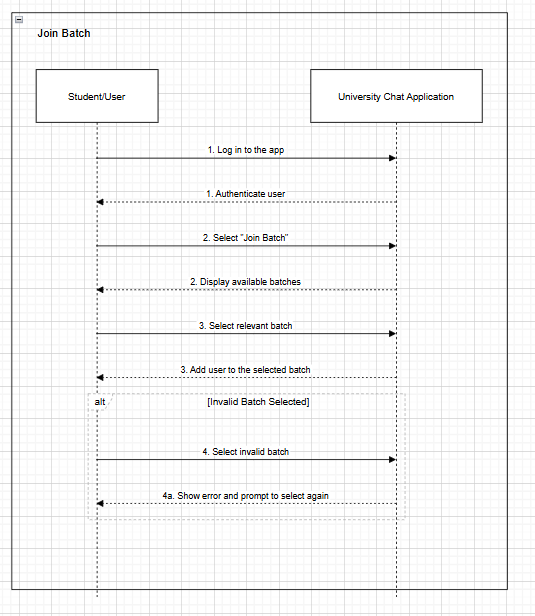 Join Batch
Student/User
University Chat Application
1. Log in to the app
1. Authenticate user
2. Select "Join Batch"
2. Display available batches
3. Select relevant batch
3. Add user to the selected batch
alt
[Invalid Batch Selected]
4. Select invalid batch
4a. Show error and prompt to select again